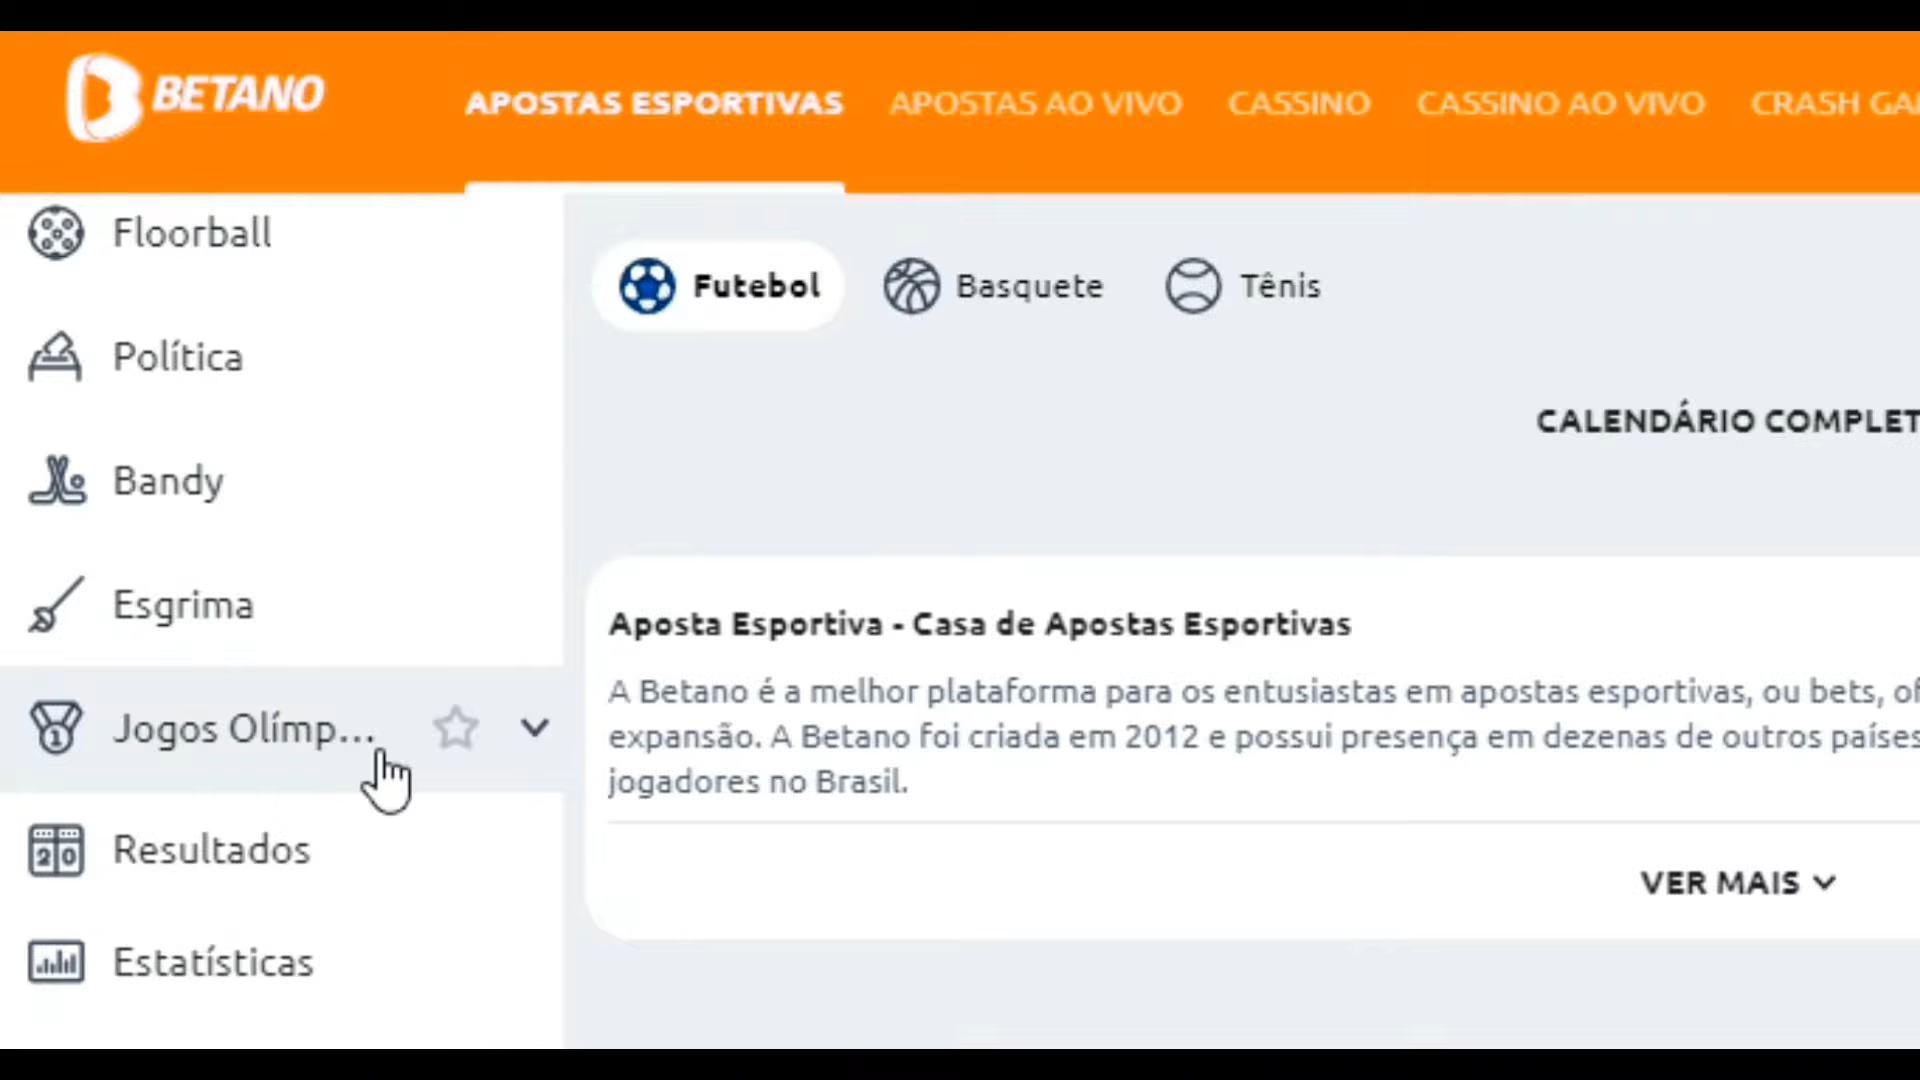 BETANO
APOSTAS ESPORTIVAS
APOSTAS AO VIVO
CASSINO
CASSINO AO VIVO
CRASH
Floorball
Política
Bandy
Esgrima
Jogos Olímp...
Resultados
20
Estatísticas
Futebol
Basquete
Tênis
CALENDÁRIO COMPLET
Aposta Esportiva - Casa de Apostas Esportivas
A Betano é a melhor plataforma para os entusiastas em apostas esportivas, ou bets,
expansão. A Betano foi criada em 2012 e possui presença em dezenas de outros países
jogadores no Brasil.
VER MAIS